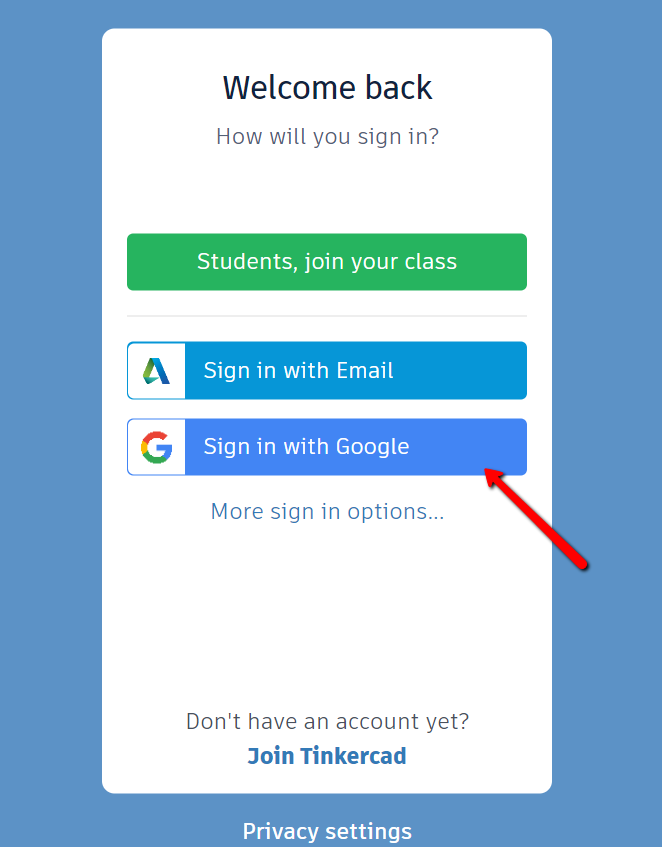 Welcome back
How will you sign in?
Students, join your class
Sign in with Email
Sign in with Google
More sign in options...
Don't have an account yet?
Join Tinkercad
Privacy settings